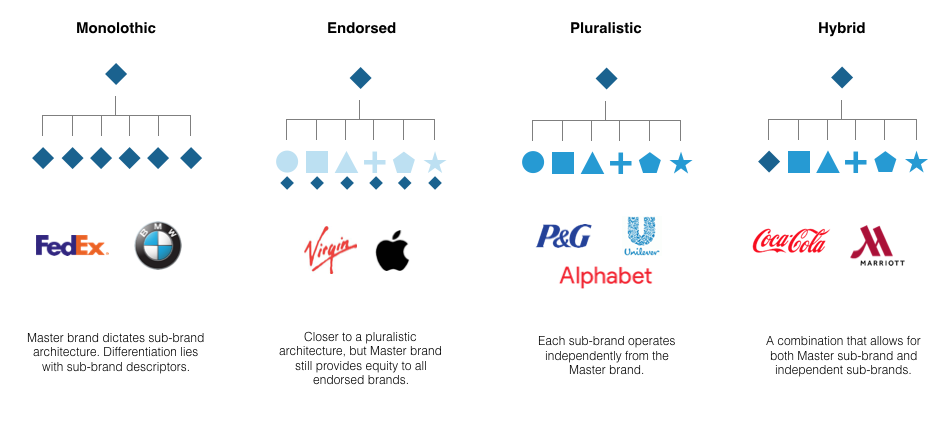 Monolothic
Endorsed
Pluralistic
Hybrid
FedEx.
BMW
Virgin
P&G
Unilever
Alphabet
Coca-Cola
MARRIOTT
Master brand dictates sub-brand
architecture. Differentiation lies
with sub-brand descriptors.
Closer to a pluralistic
architecture, but Master brand
still provides equity to all
endorsed brands.
Each sub-brand operates
independently from the
Master brand.
A combination that allows for
both Master sub-brand and
independent sub-brands.